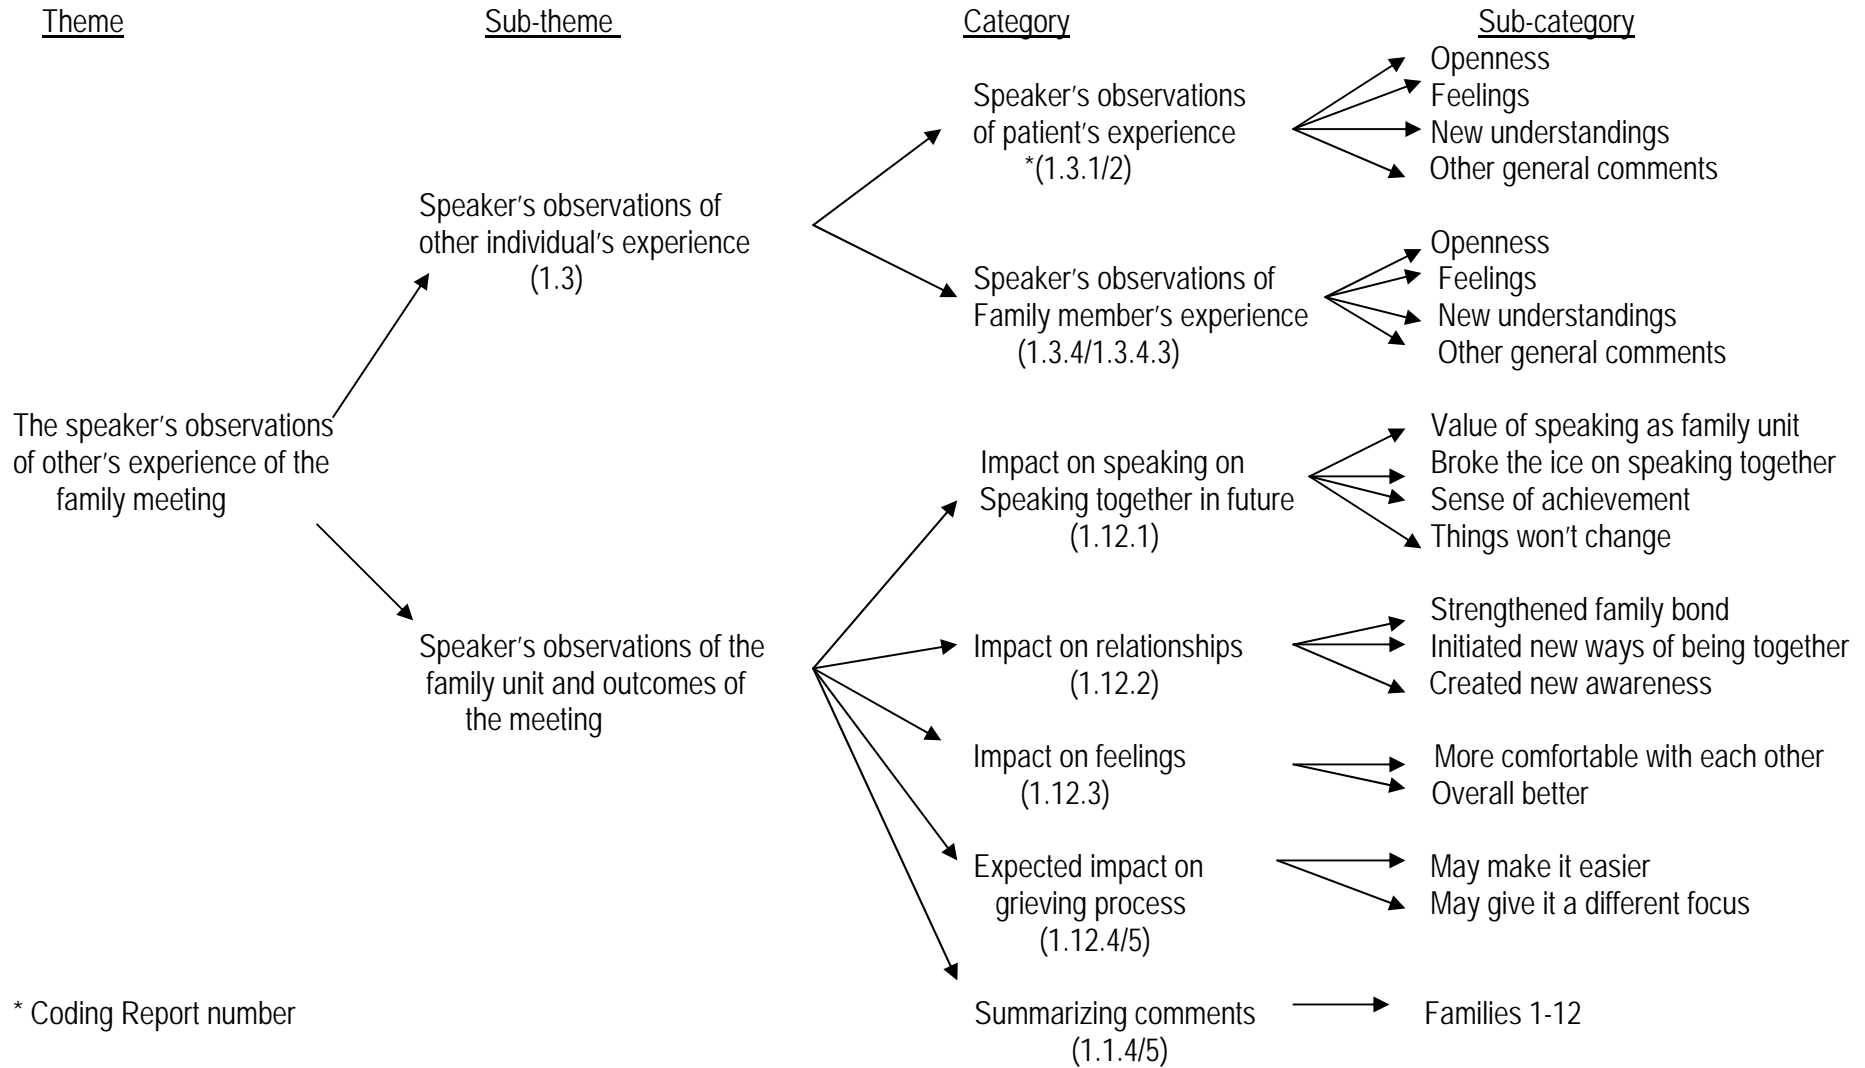 Theme
Sub-theme
Category
Sub-category
The speaker's observations
of other's experience of the
family meeting
Speaker's observations of
other individual's experience
(1.3)
Speaker's observations
of patient's experience
*(1.3.1/2)
Openness
Feelings
New understandings
Other general comments
Speaker's observations of
Family member's experience
(1.3.4/1.3.4.3)
Openness
Feelings
New understandings
Other general comments
Speaker's observations of the
family unit and outcomes of
the meeting
Impact on speaking on
Speaking together in future
(1.12.1)
Value of speaking as family unit
Broke the ice on speaking together
Sense of achievement
Things won't change
Impact on relationships
(1.12.2)
Strengthened family bond
Initiated new ways of being together
Created new awareness
Impact on feelings
(1.12.3)
More comfortable with each other
Overall better
Expected impact on
grieving process
(1.12.4/5)
May make it easier
May give it a different focus
Summarizing comments
(1.1.4/5)
Families 1-12
* Coding Report number